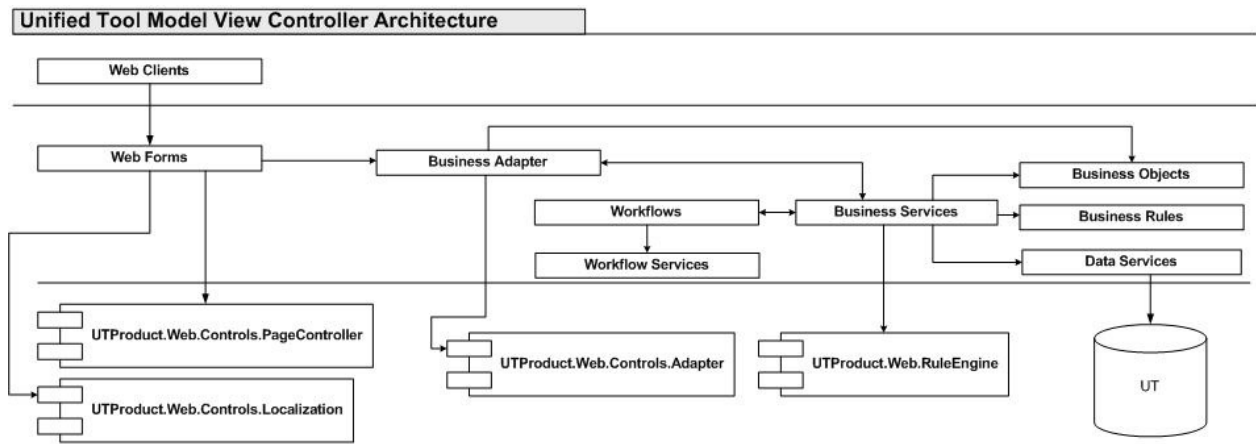 Unified Tool Model View Controller Architecture
Web Clients
Web Forms
Business Adapter
Business Objects
Workflows
Business Services
Business Rules
Workflow Services
Data Services
UTProduct.Web.Controls.PageController
UTProduct.Web.Controls.Adapter
UTProduct.Web.RuleEngine
UT
UTProduct.Web.Controls.Localization